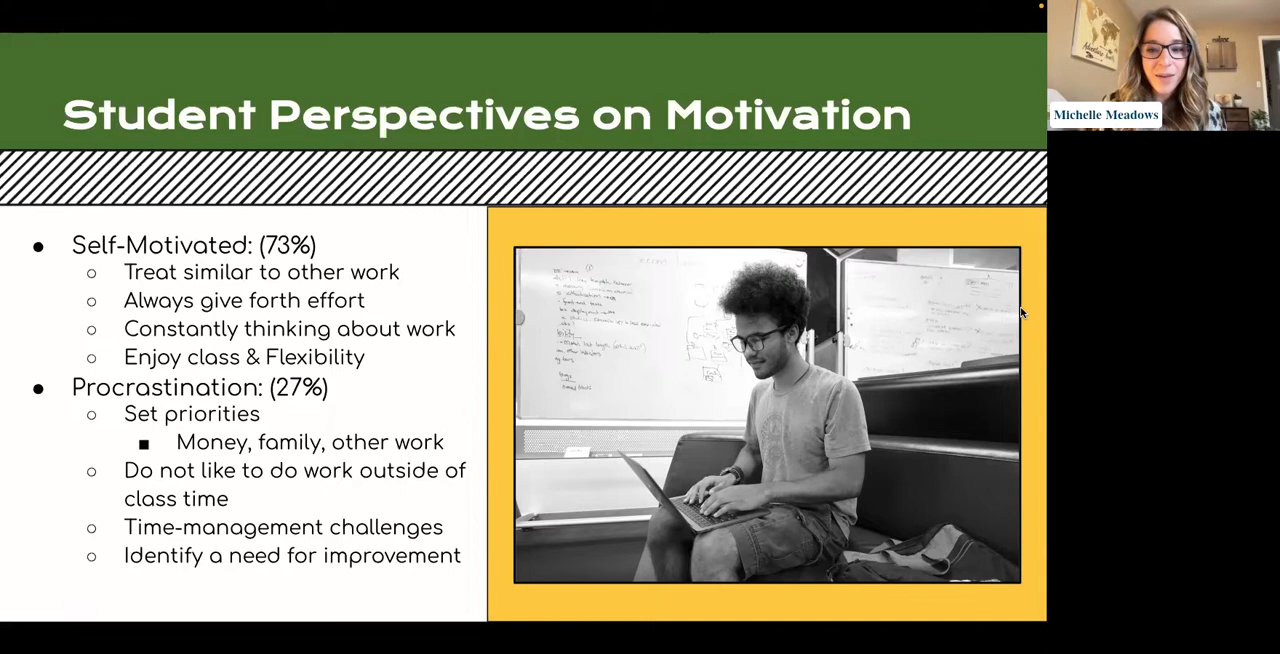 Student Perspectives on Motivation
Michelle Meadows
● Self-Motivated: (73%)
○ Treat similar to other work
○ Always give forth effort
○ Constantly thinking about work
○ Enjoy class & Flexibility
● Procrastination: (27%)
○ Set priorities
■ Money, family, other work
○ Do not like to do work outside of
class time
○ Time-management challenges
○ Identify a need for improvement